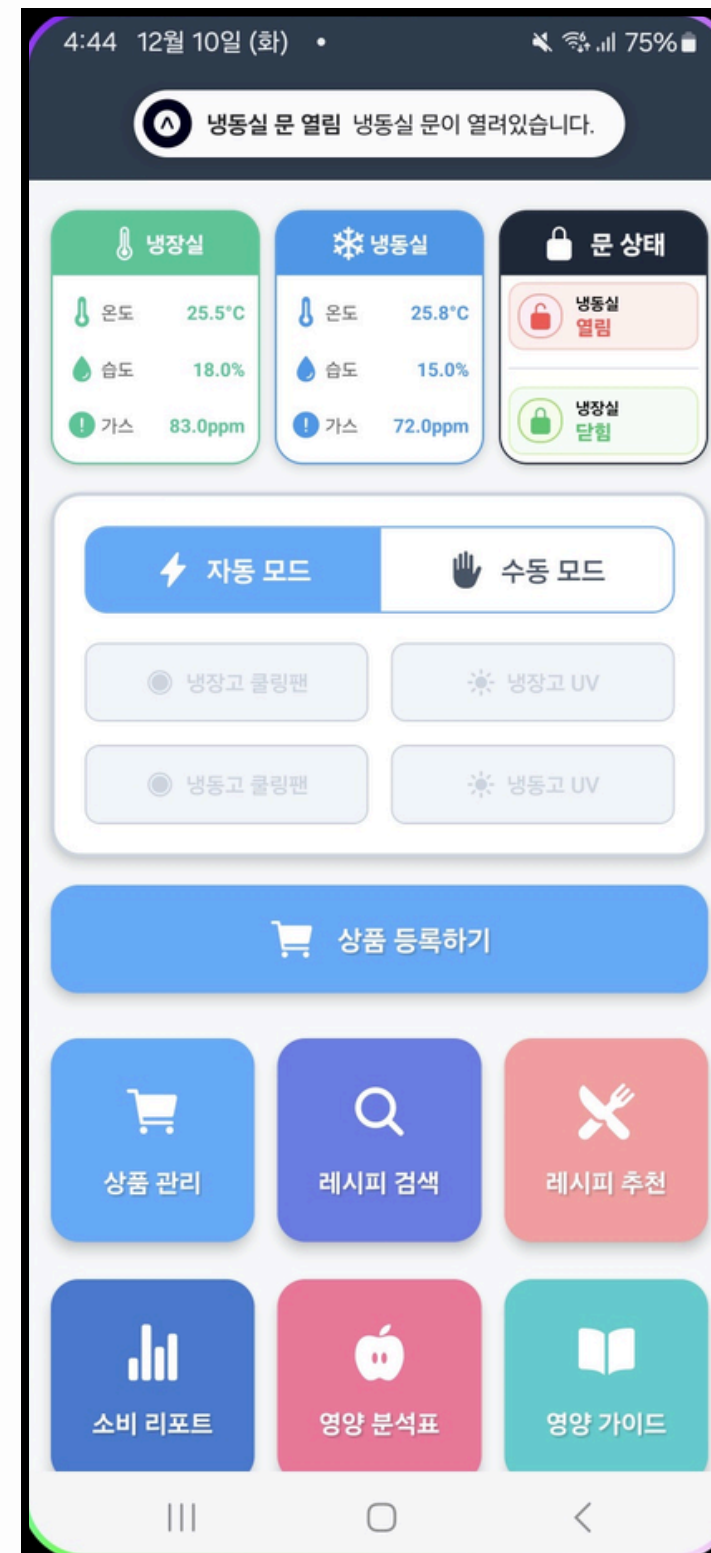 4:44 12월 10일 (화) •
75%
냉동실 문 열림 냉동실 문이 열려있습니다.
냉장실
온도 25.5°C
습도 18.0%
가스 83.0ppm
냉동실
온도 25.8°C
습도 15.0%
가스 72.0ppm
문 상태
냉동실
열림
냉장실
닫힘
자동 모드
수동 모드
냉장고 쿨링팬
냉장고 UV
냉동고 쿨링팬
냉동고 UV
상품 등록하기
상품 관리
레시피 검색
레시피 추천
소비 리포트
영양 분석표
영양 가이드